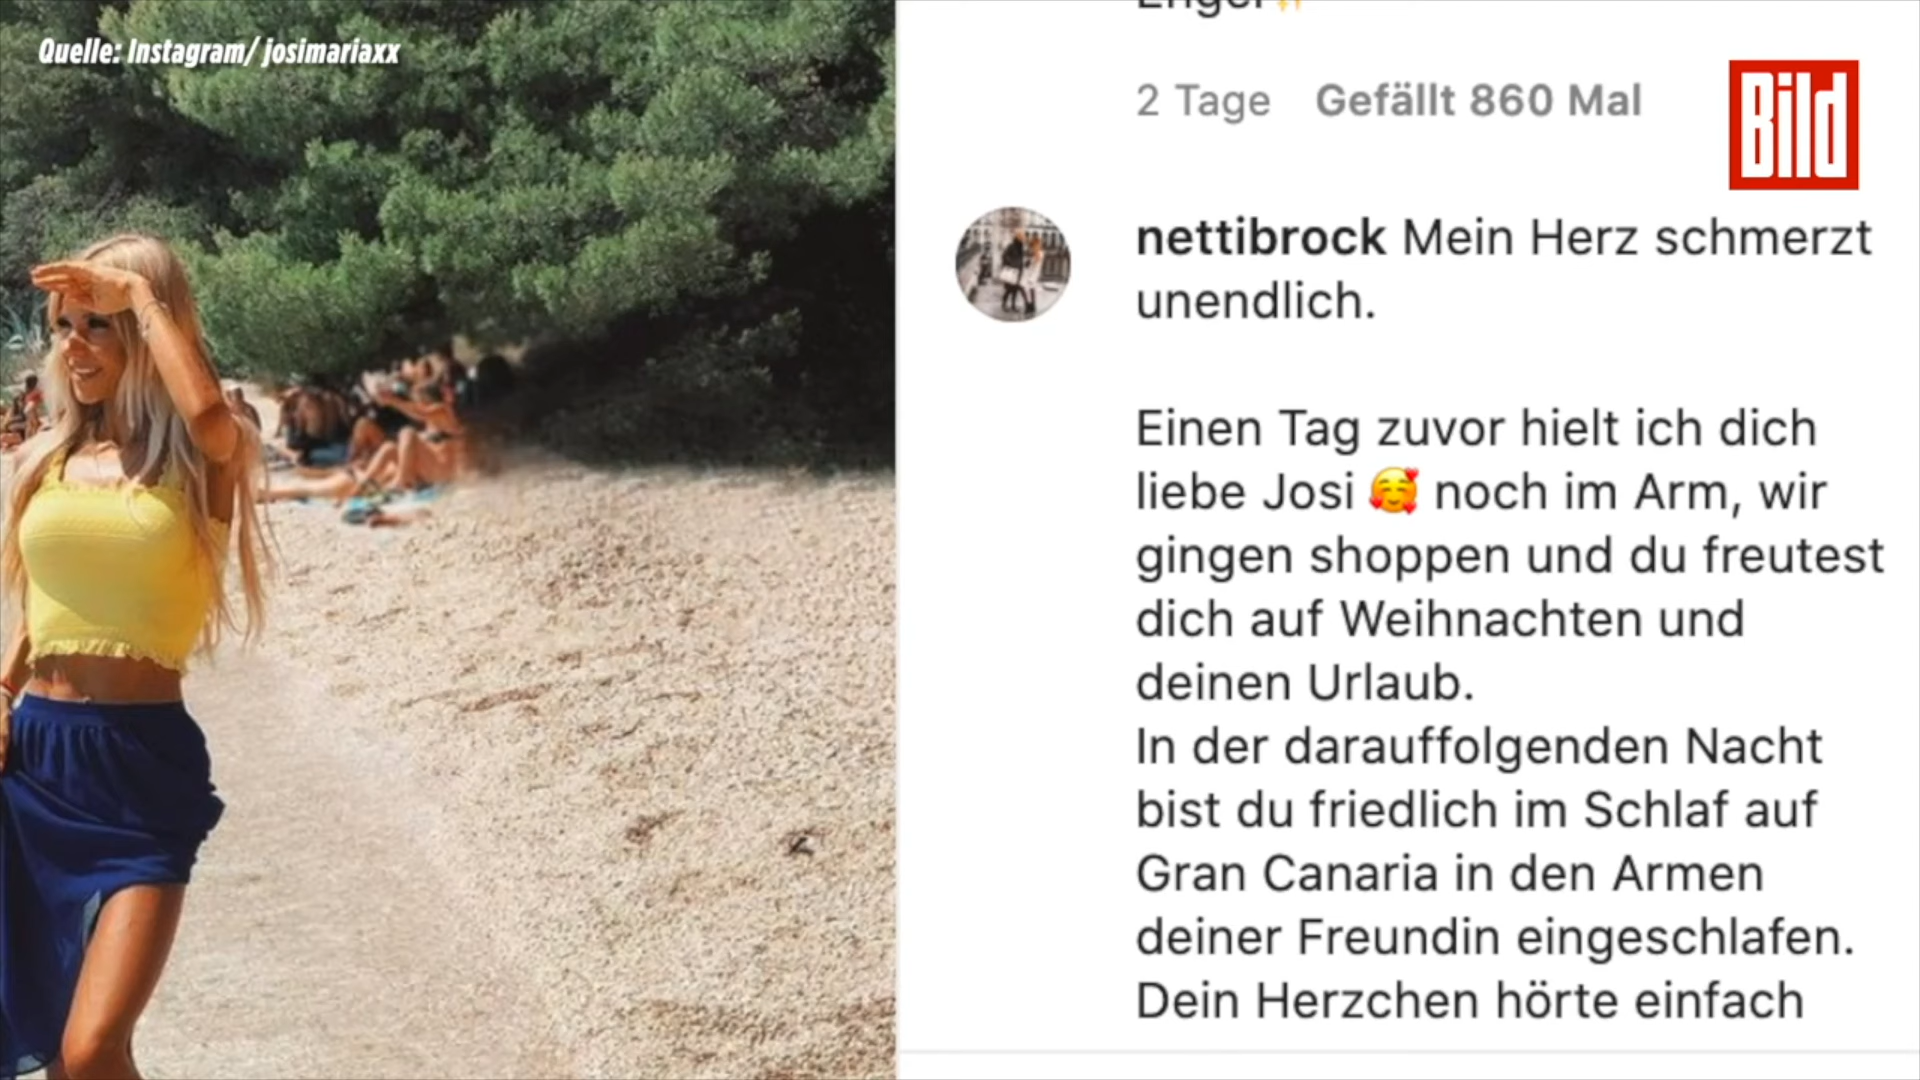 Quelle: Instagram/ josimariaxx
Engel✨
2 Tage Gefällt 860 Mal
Bild
nettibrock Mein Herz schmerzt
unendlich.
Einen Tag zuvor hielt ich dich
liebe Josi 🥰 noch im Arm, wir
gingen shoppen und du freutest
dich auf Weihnachten und
deinen Urlaub.
In der darauffolgenden Nacht
bist du friedlich im Schlaf auf
Gran Canaria in den Armen
deiner Freundin eingeschlafen.
Dein Herzchen hörte einfach